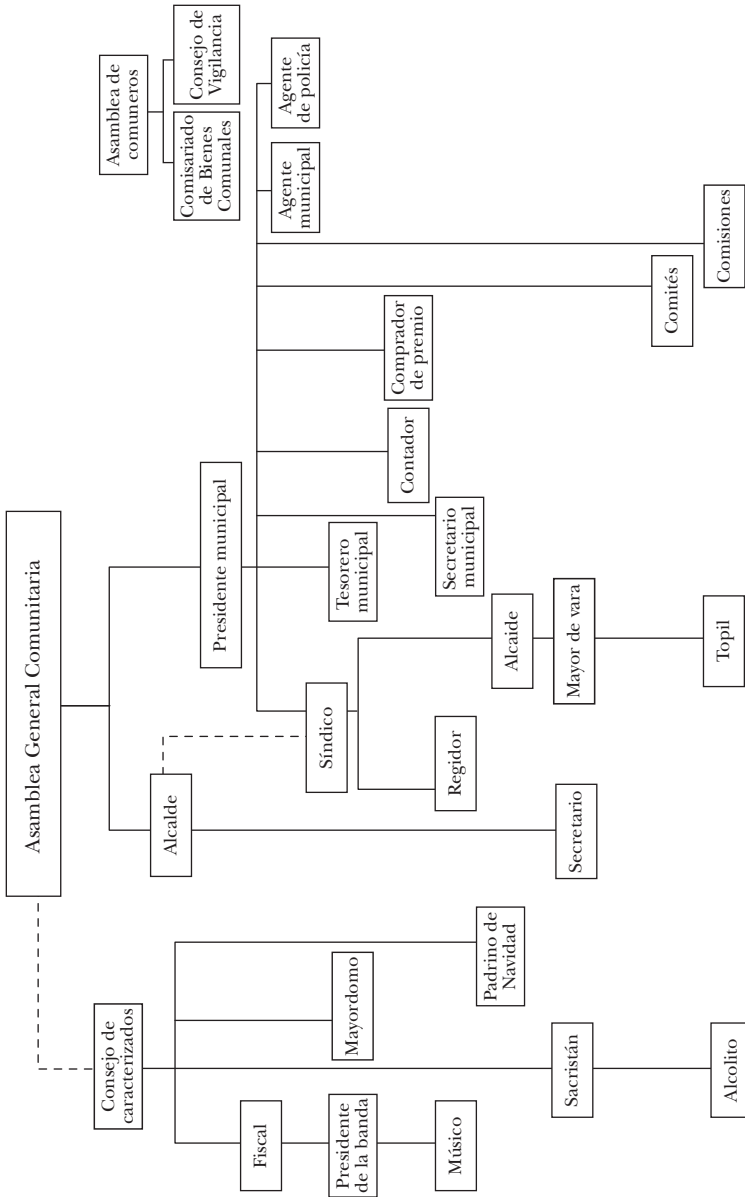 Asamblea General Comunitaria
Consejo de
caracterizados
Fiscal
Presidente
de la banda
Músico
Mayordomo
Sacristán
Alcolito
Padrino de
Navidad
Alcalde
Secretario
Presidente municipal
Síndico
Regidor
Alcaide
Mayor de vara
Topil
Tesorero
municipal
Secretario
municipal
Contador
Comprador
de premio
Comités
Comisiones
Agente
municipal
Agente
de policía
Asamblea de
comuneros
Comisariado
de Bienes
Comunales
Consejo de
Vigilancia